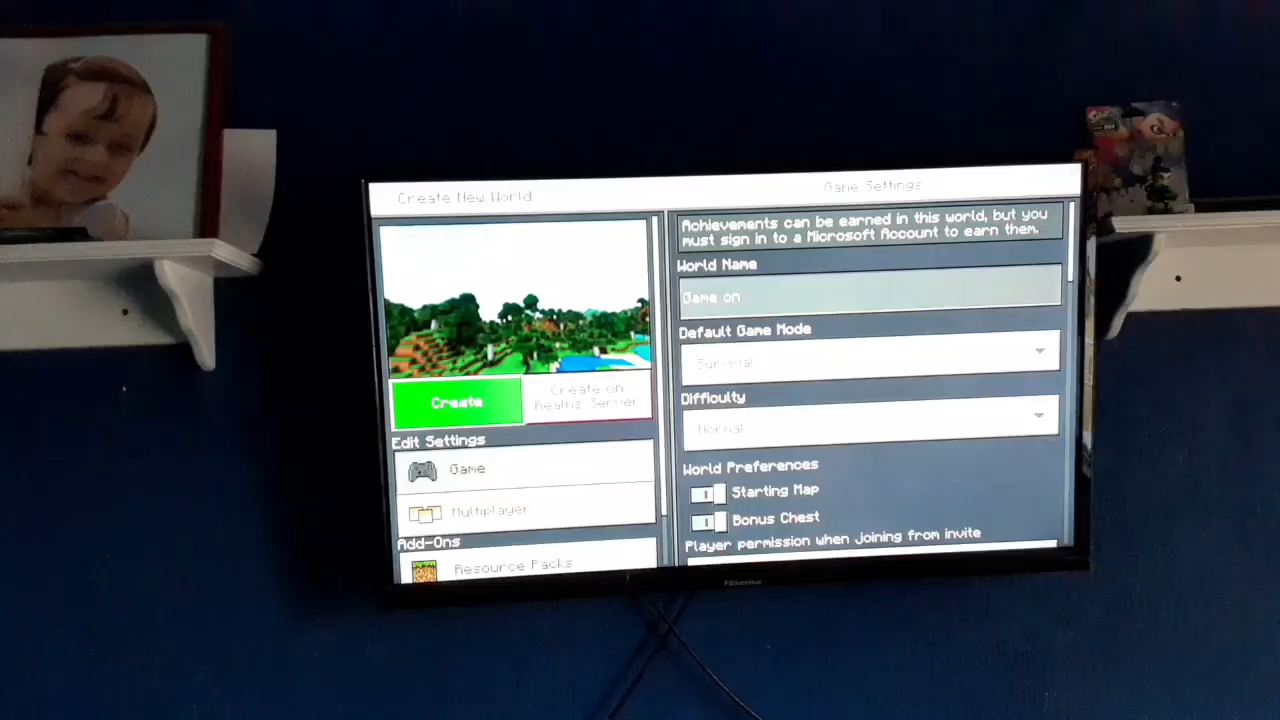 Create New World
Game Settings
Achievements can be earned in this world, but you
must sign in to a Microsoft Account to earn them.
World Name
Game on
Default Game Mode
Survival
Difficulty
Normal
World Preferences
Starting Map
Bonus Chest
Player permission when joining from invite
Create
Create on
Realms Server
Edit Settings
Game
Multiplayer
Add-Ons
Resource Packs
Hisense